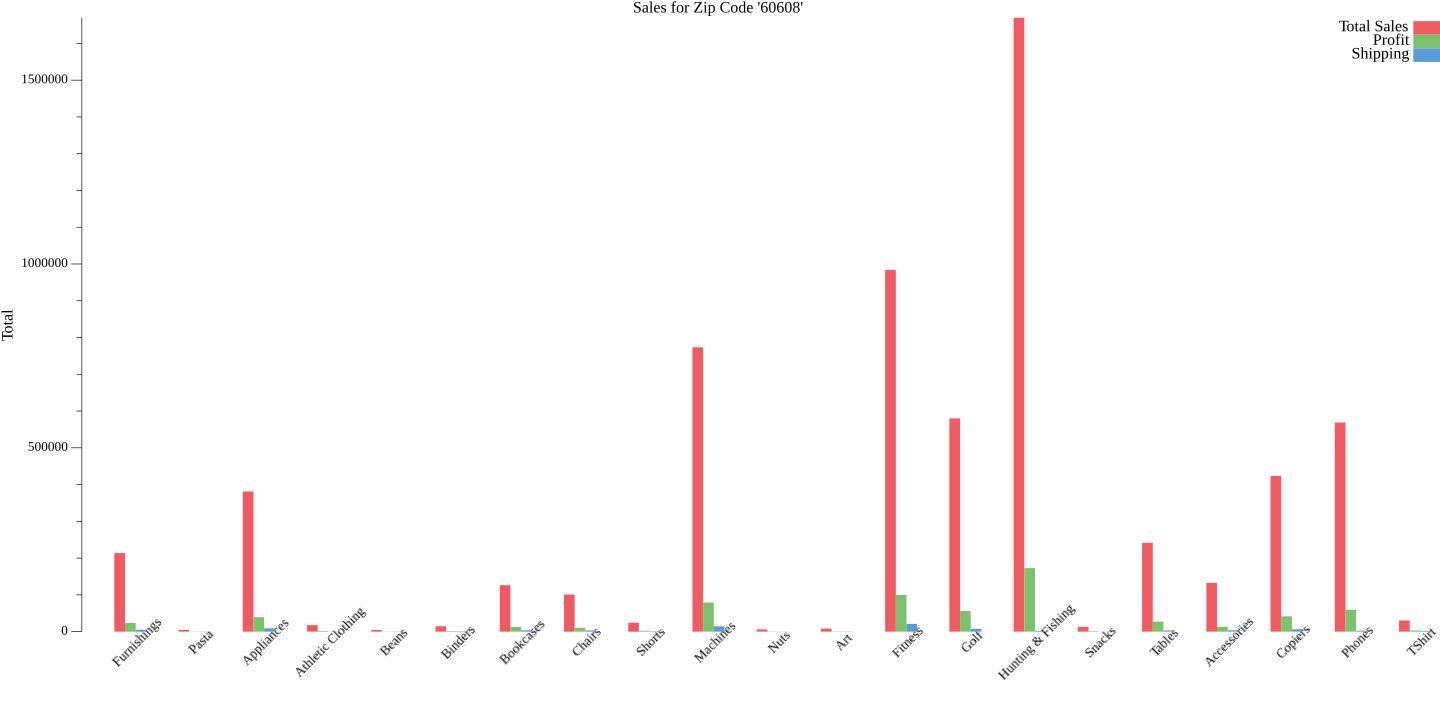 Sales for Zip Code '60608'
Total Sales
Profit
Shipping
1500000
1000000
500000
0
Total
Furnishings
Pasta
Appliances
Athletic Clothing
Beans
Binders
Bookcases
Chairs
Shorts
Machines
Nuts
Art
Fitness
Golf
Hunting & Fishing
Snacks
Tables
Accessories
Copiers
Phones
TShirt